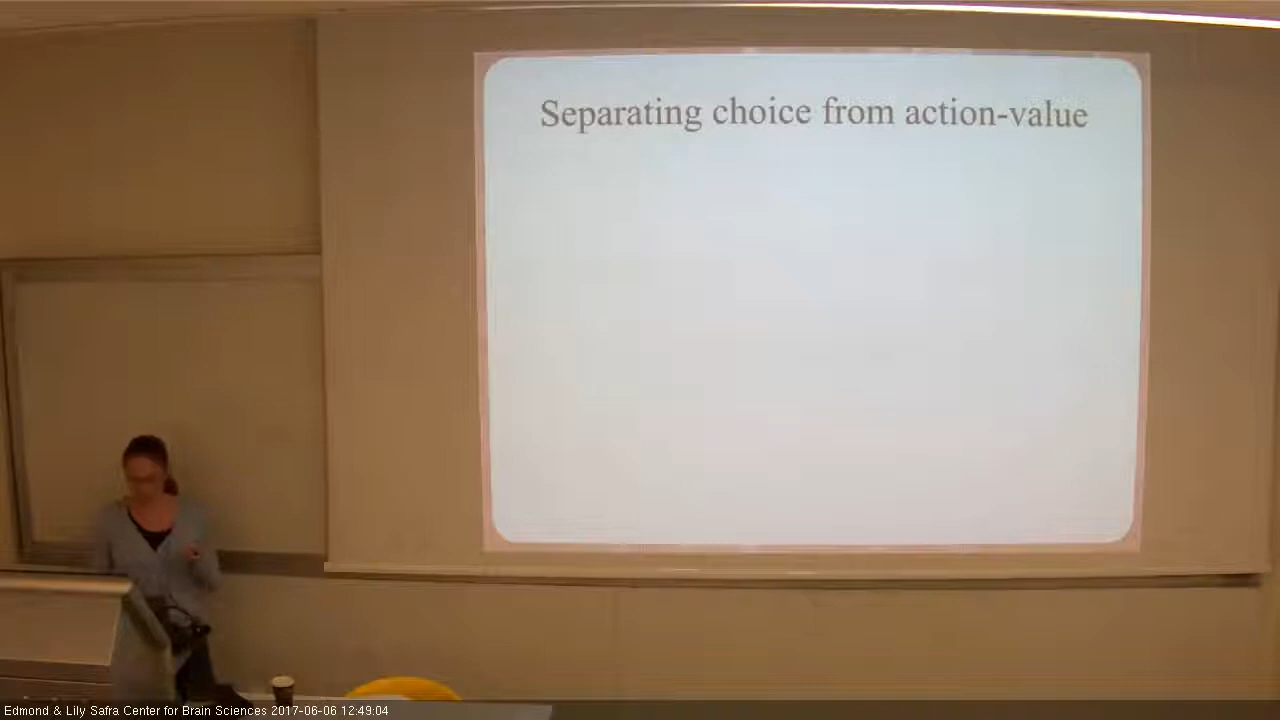 Separating choice from action-value
Edmond & Lily Safra Center for Brain Sciences 2017-06-06 12:49:04